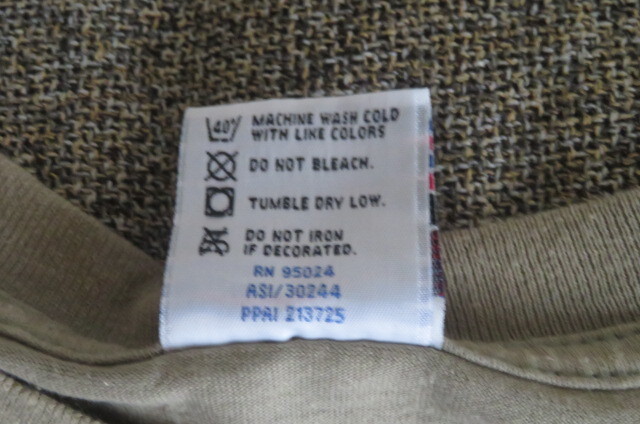 40°
MACHINE WASH COLD
WITH LIKE COLORS
DO NOT BLEACH.
TUMBLE DRY LOW.
DO NOT IRON
IF DECORATED.
RN 95024
ASI/30244
PPAI 213725